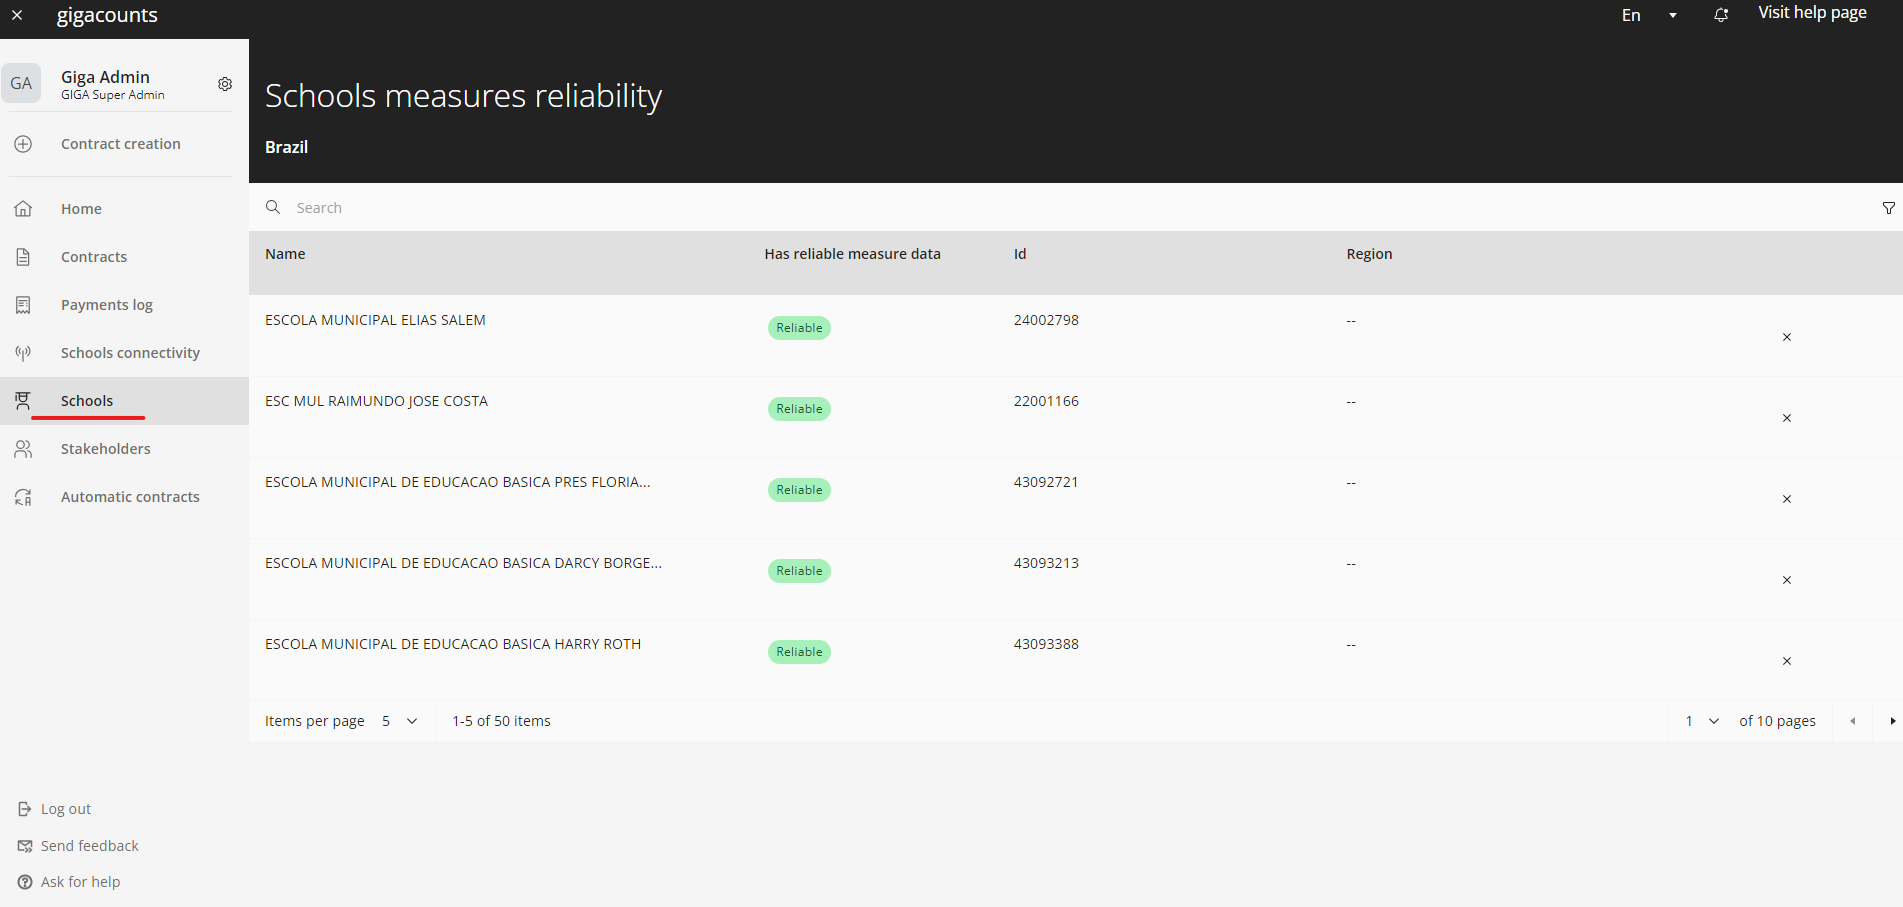 gigacounts
En
Visit help page
GA
Giga Admin
GIGA Super Admin
Contract creation
Home
Contracts
Payments log
Schools connectivity
Schools
Stakeholders
Automatic contracts
Log out
Send feedback
Ask for help
Schools measures reliability
Brazil
Search
Name Has reliable measure data Id Region
ESCOLA MUNICIPAL ELIAS SALEM Reliable 24002798 --
ESC MUL RAIMUNDO JOSE COSTA Reliable 22001166 --
ESCOLA MUNICIPAL DE EDUCACAO BASICA PRES FLORIA... Reliable 43092721 --
ESCOLA MUNICIPAL DE EDUCACAO BASICA DARCY BORGE... Reliable 43093213 --
ESCOLA MUNICIPAL DE EDUCACAO BASICA HARRY ROTH Reliable 43093388 --
Items per page 5 1-5 of 50 items 1 of 10 pages